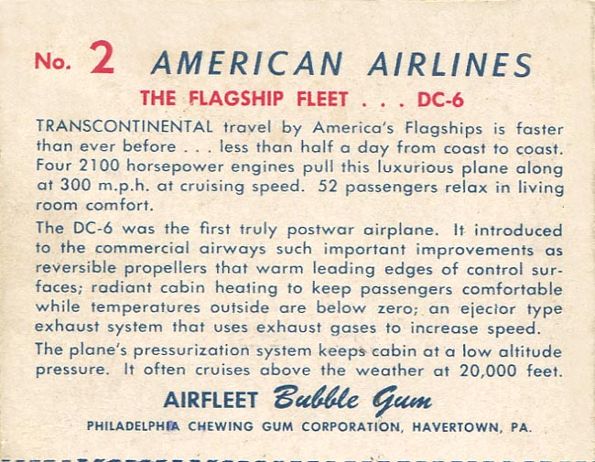 No. 2 AMERICAN AIRLINES
THE FLAGSHIP FLEET . . . DC-6
TRANSCONTINENTAL travel by America's Flagships is faster
than ever before . . . less than half a day from coast to coast.
Four 2100 horsepower engines pull this luxurious plane along
at 300 m.p.h. at cruising speed. 52 passengers relax in living
room comfort.
The DC-6 was the first truly postwar airplane. It introduced
to the commercial airways such important improvements as
reversible propellers that warm leading edges of control sur-
faces; radiant cabin heating to keep passengers comfortable
while temperatures outside are below zero; an ejector type
exhaust system that uses exhaust gases to increase speed.
The plane's pressurization system keeps cabin at a low altitude
pressure. It often cruises above the weather at 20,000 feet.
AIRFLEET Bubble Gum
PHILADELPHIA CHEWING GUM CORPORATION, HAVERTOWN, PA.